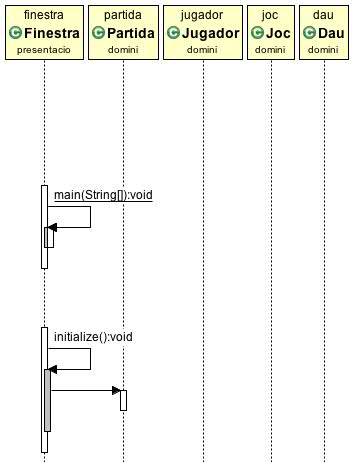 finestra
C Finestra
presentacio
partida
C Partida
domini
jugador
C Jugador
domini
joc
C Joc
domini
dau
C Dau
domini
main(String[]):void
initialize():void